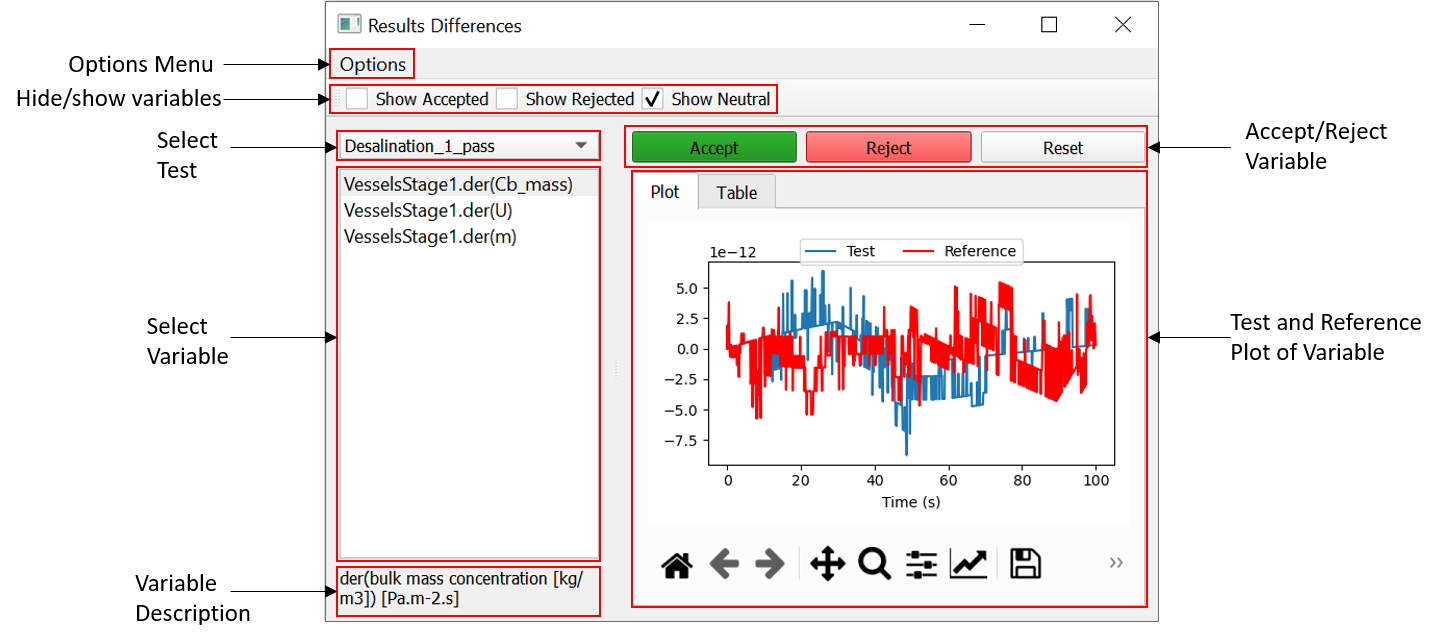 Results Differences
Options Menu
Options
Hide/show variables
Show Accepted
Show Rejected
Show Neutral
Select
Test
Desalination_1_pass
Accept
Reject
Reset
Accept/Reject
Variable
VesselsStage1.der(Cb_mass)
VesselsStage1.der(U)
VesselsStage1.der(m)
Select
Variable
Plot
Table
1e−12
Test
Reference
5.0
2.5
0.0
−2.5
−5.0
−7.5
0
20
40
60
80
100
Time (s)
Test and Reference
Plot of Variable
Variable
Description
der(bulk mass concentration [kg/
m3]) [Pa.m-2.s]